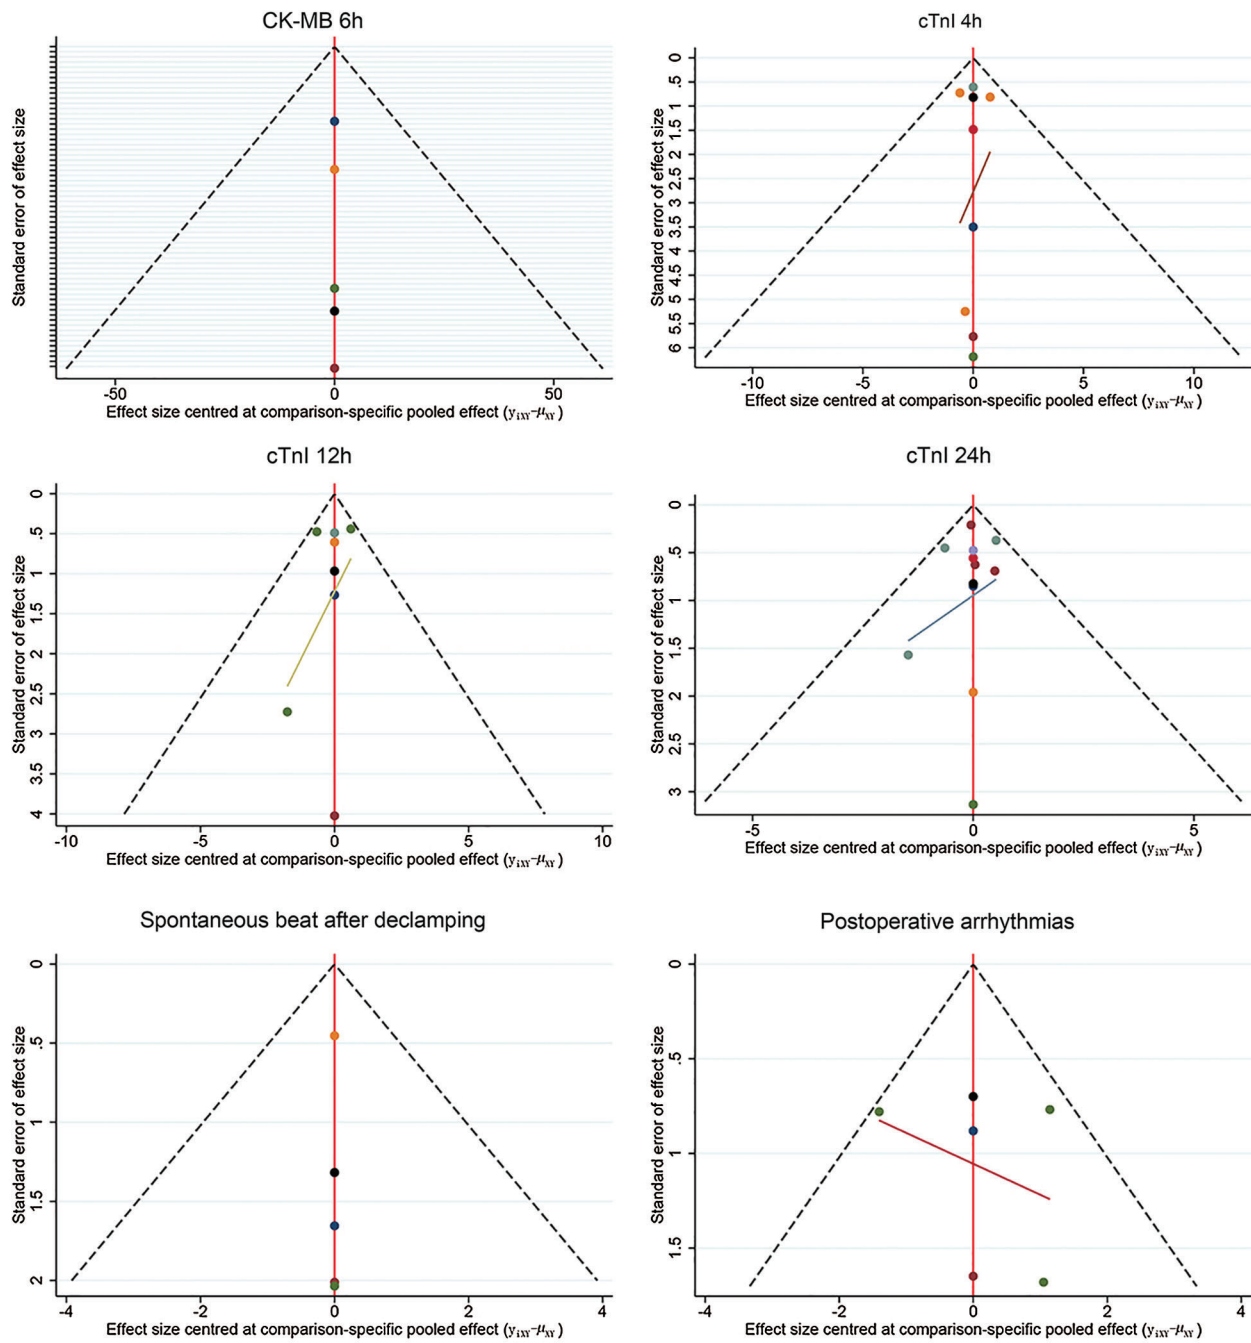 CK-MB 6h
Standard error of effect size
-50 0 50
Effect size centred at comparison-specific pooled effect (yiXY-μXY)
cTnI 4h
Standard error of effect size
0
.5
1
1.5
2
2.5
3
3.5
4
4.5
5
5.5
6
-10 -5 0 5 10
Effect size centred at comparison-specific pooled effect (yiXY-μXY)
cTnI 12h
Standard error of effect size
0
.5
1
1.5
2
2.5
3
3.5
4
-10 -5 0 5 10
Effect size centred at comparison-specific pooled effect (yiXY-μXY)
cTnI 24h
Standard error of effect size
0
.5
1
1.5
2
2.5
3
-5 0 5
Effect size centred at comparison-specific pooled effect (yiXY-μXY)
Spontaneous beat after declamping
Standard error of effect size
0
.5
1
1.5
2
-4 -2 0 2 4
Effect size centred at comparison-specific pooled effect (yiXY-μXY)
Postoperative arrhythmias
Standard error of effect size
0
.5
1
1.5
-4 -2 0 2 4
Effect size centred at comparison-specific pooled effect (yiXY-μXY)